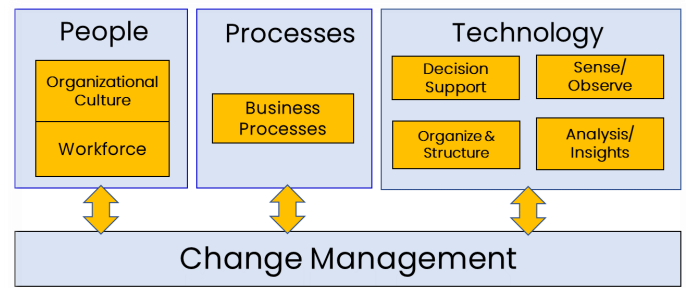 People
Organizational
Culture
Workforce
Processes
Business
Processes
Technology
Decision
Support
Sense/
Observe
Organize &
Structure
Analysis/
Insights
Change Management